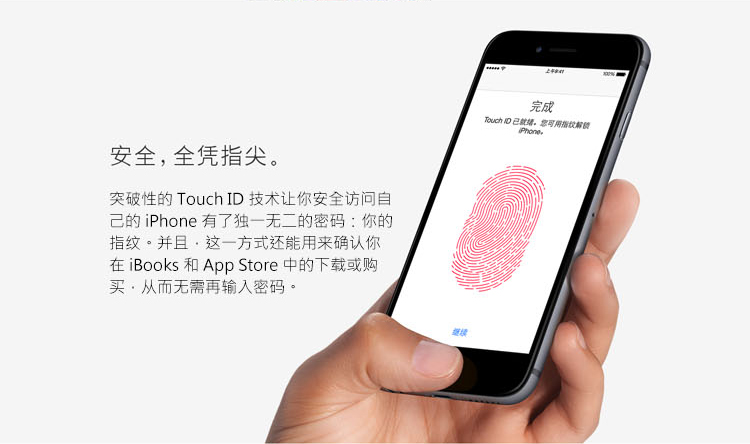 安全，全凭指尖。
突破性的 Touch ID 技术让你安全访问自
己的 iPhone 有了独一无二的密码：你的
指纹。并且，这一方式还能用来确认你
在 iBooks 和 App Store 中的下载或购
买，从而无需再输入密码。
上午9:41
100%
完成
Touch ID 已就绪。您可用指纹解锁
iPhone。
继续